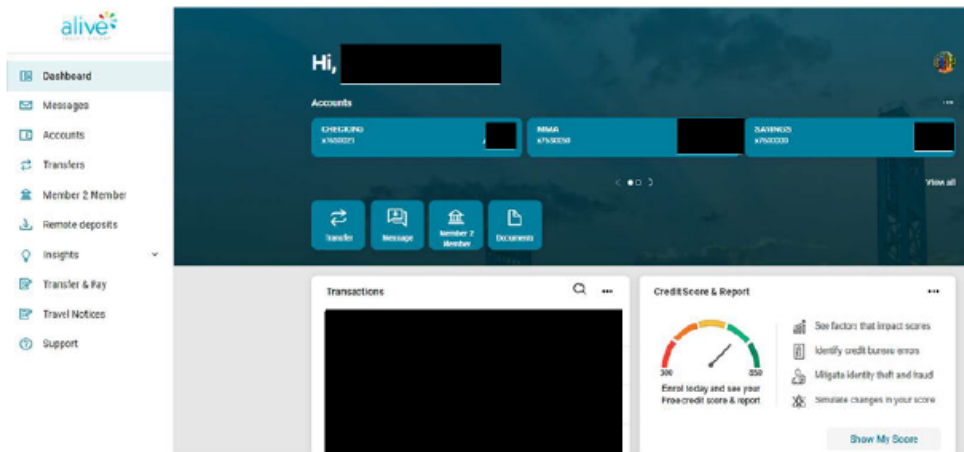 alive
Dashboard
Messages
Accounts
Transfers
Member 2 Member
Remote deposits
Insights
Transfer & Pay
Travel Notices
Support
Hi,
Accounts
CHECKING
MMA
SAVINGS
View all
Transfer
Message
Member 2
Member
Documents
Transactions
Credit Score & Report
300
850
Enrol today and see your
Free credit score & report
See factors that impact scores
Identify credit bureau errors
Mitigate identity theft and fraud
Simulate changes in your score
Show My Score